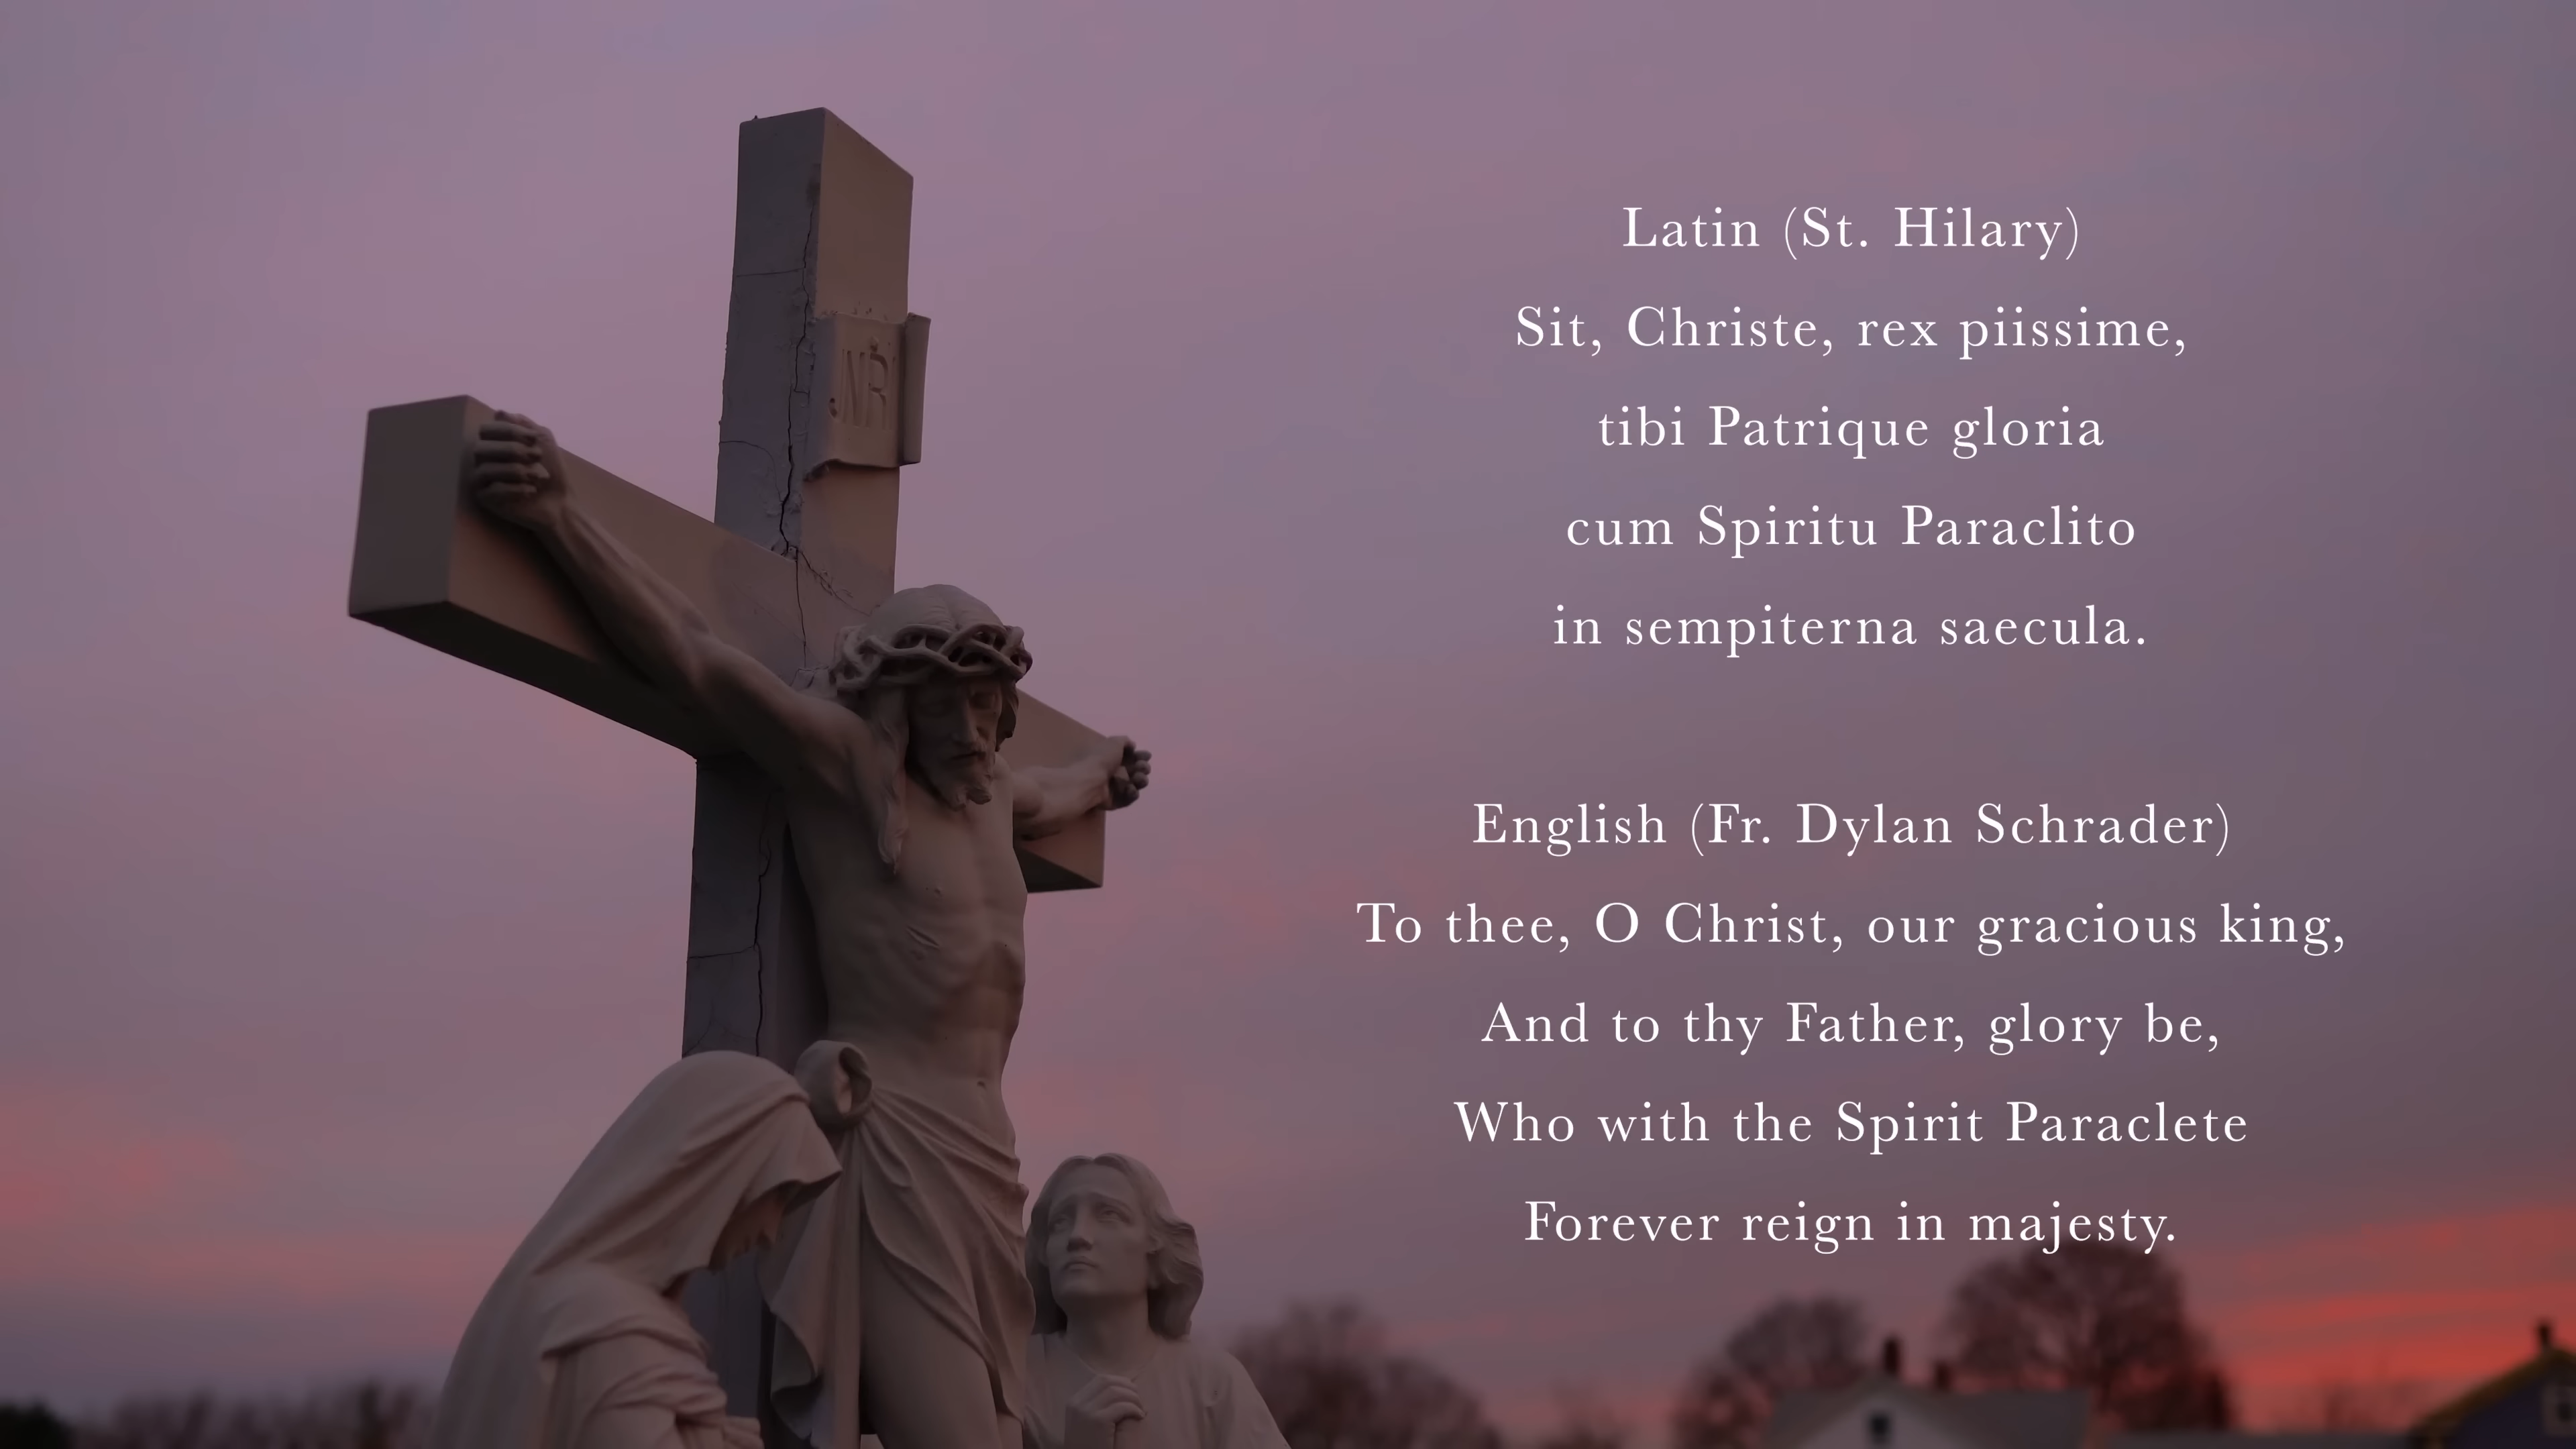 INRI
Latin (St. Hilary)
Sit, Christe, rex piissime,
tibi Patrique gloria
cum Spiritu Paraclito
in sempiterna saecula.
English (Fr. Dylan Schrader)
To thee, O Christ, our gracious king,
And to thy Father, glory be,
Who with the Spirit Paraclete
Forever reign in majesty.